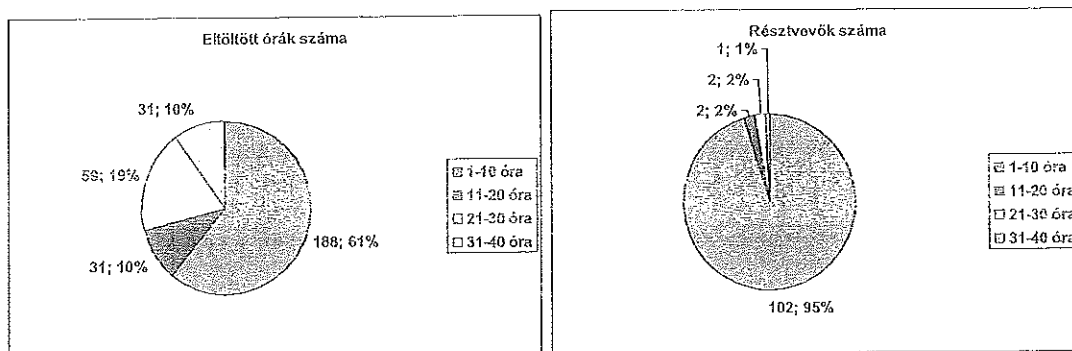 Eltöltött órák száma
31; 10%
59; 19%
188; 61%
31; 10%
1-10 óra
11-20 óra
21-30 óra
31-40 óra
Résztvevők száma
1; 1%
2; 2%
2; 2%
102; 95%
1-10 óra
11-20 óra
21-30 óra
31-40 óra